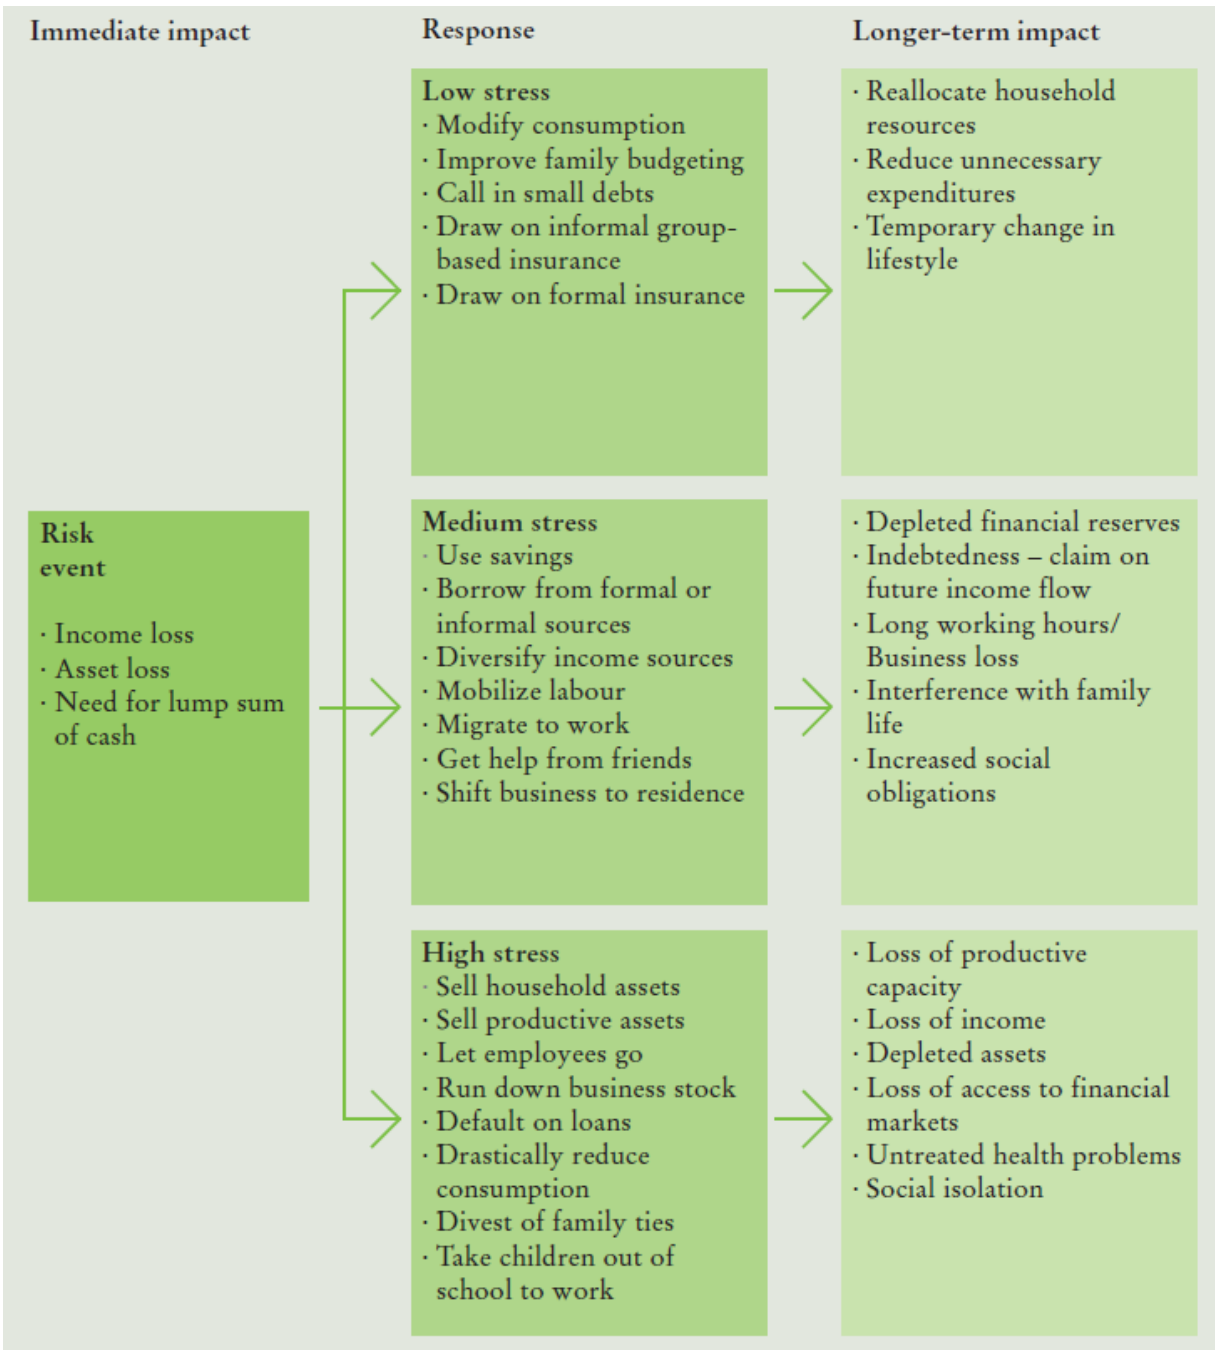 Immediate impact
Response
Longer-term impact
Risk
event
· Income loss
· Asset loss
· Need for lump sum
of cash
Low stress
· Modify consumption
· Improve family budgeting
· Call in small debts
· Draw on informal group-
based insurance
· Draw on formal insurance
· Reallocate household
resources
· Reduce unnecessary
expenditures
· Temporary change in
lifestyle
Medium stress
· Use savings
· Borrow from formal or
informal sources
· Diversify income sources
· Mobilize labour
· Migrate to work
· Get help from friends
· Shift business to residence
· Depleted financial reserves
· Indebtedness – claim on
future income flow
· Long working hours/
Business loss
· Interference with family
life
· Increased social
obligations
High stress
· Sell household assets
· Sell productive assets
· Let employees go
· Run down business stock
· Default on loans
· Drastically reduce
consumption
· Divest of family ties
· Take children out of
school to work
· Loss of productive
capacity
· Loss of income
· Depleted assets
· Loss of access to financial
markets
· Untreated health problems
· Social isolation